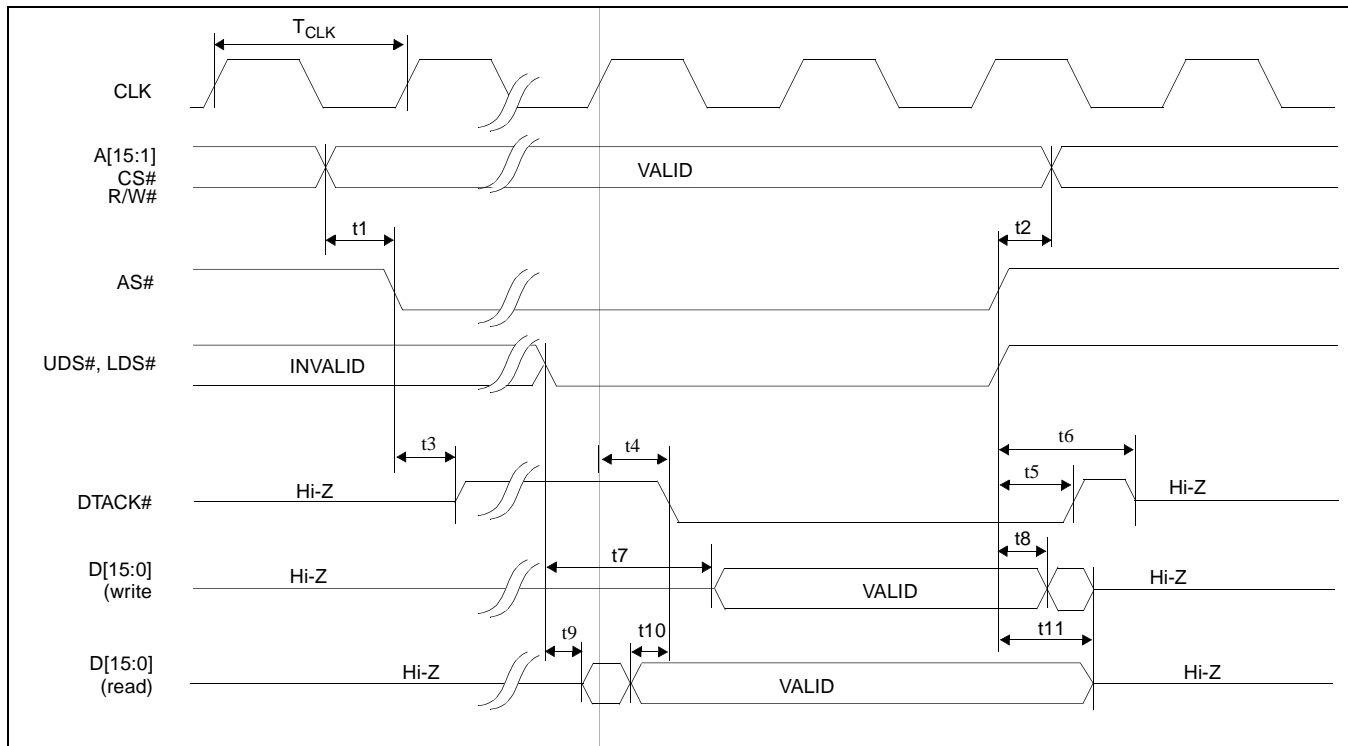 TCLK
CLK
A[15:1]
CS#
R/W#
VALID
t1
t2
AS#
UDS#, LDS#
INVALID
t3
t4
t6
t5
DTACK#
Hi-Z
Hi-Z
t7
t8
D[15:0]
(write
Hi-Z
VALID
Hi-Z
t9
t10
t11
D[15:0]
(read)
Hi-Z
VALID
Hi-Z